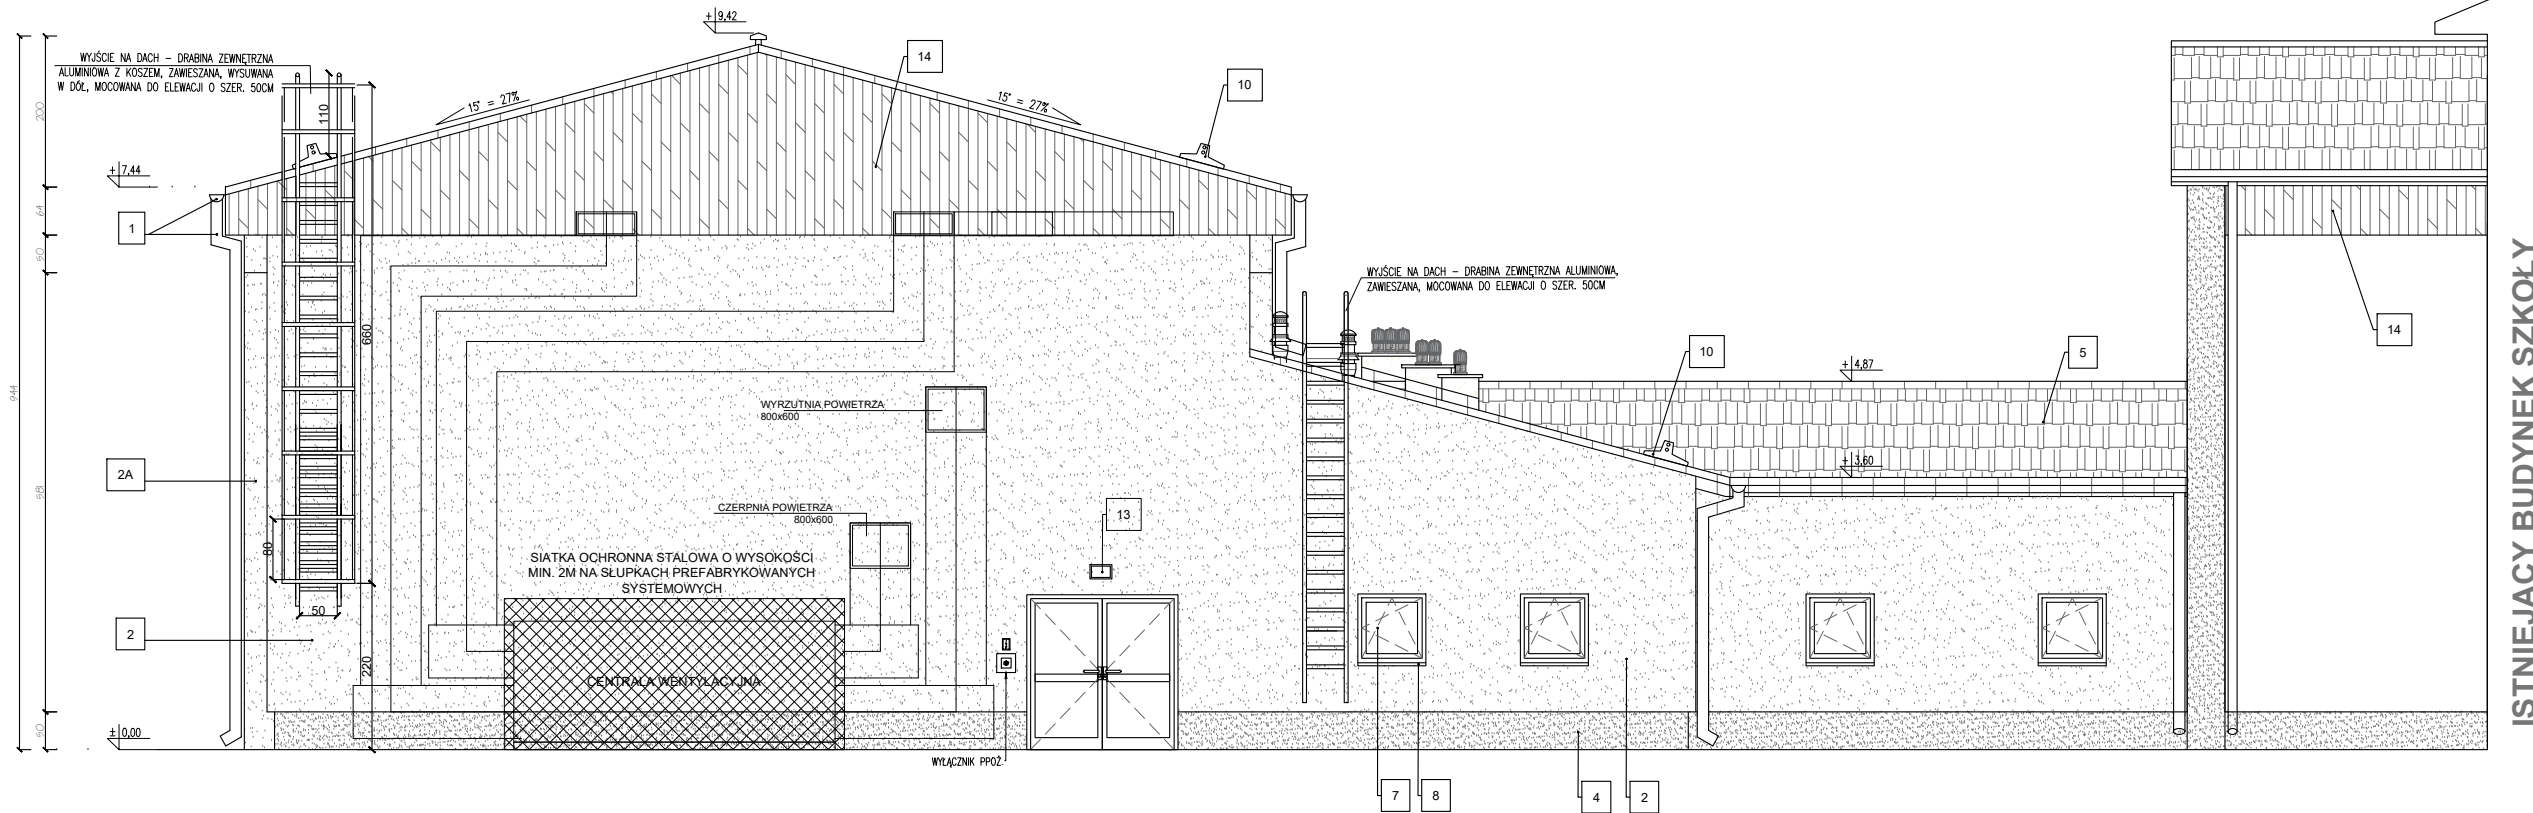 + 9,42
WYJŚCIE NA DACH – DRABINA ZEWNĘTRZNA
ALUMINIOWA Z KOSZEM, ZAWIESZANA, WYSUWANA
W DÓŁ, MOCOWANA DO ELEWACJI O SZER. 50CM
14
10
15° = 27%
15° = 27%
200
110
+ 7,44
64
1
50
WYJŚCIE NA DACH – DRABINA ZEWNĘTRZNA ALUMINIOWA,
ZAWIESZANA, MOCOWANA DO ELEWACJI O SZER. 50CM
14
660
10
+ 4,87
5
944
WYRZUTNIA POWIETRZA
800x600
+ 3,60
2A
CZERPNIA POWIETRZA
800x600
13
80
SIATKA OCHRONNA STALOWA O WYSOKOŚCI
MIN. 2M NA SŁUPKACH PREFABRYKOWANYCH
SYSTEMOWYCH
50
2
220
CENTRALA WENTYLACYJNA
50
± 0,00
WYŁĄCZNIK PPOŻ.
7
8
4
2
ISTNIEJĄCY BUDYNEK SZKOŁY